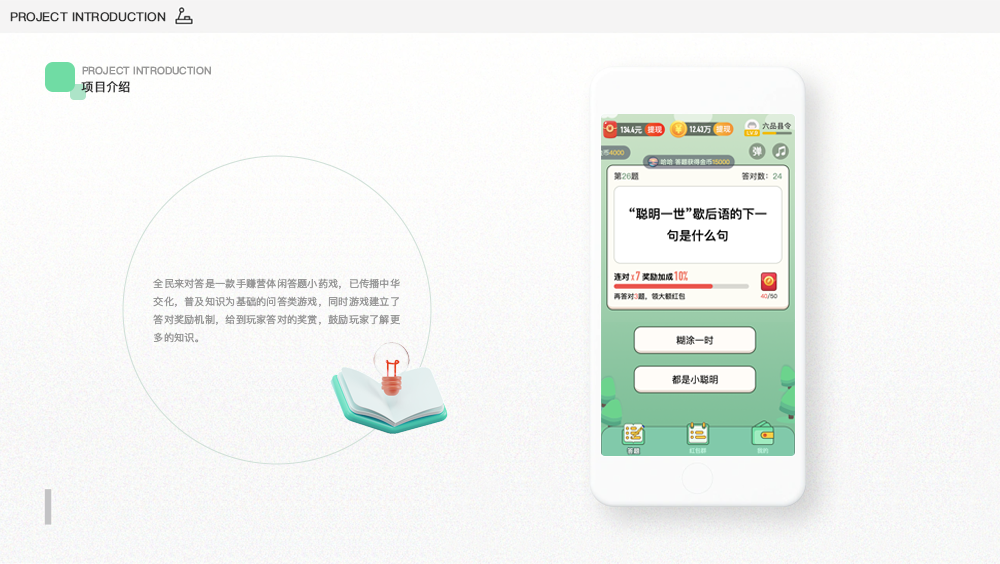 PROJECT INTRODUCTION
PROJECT INTRODUCTION
项目介绍
全民来对答是一款手赚营体闲答题小药戏，已传播中华
交化，普及知识为基础的问答类游戏，同时游戏建立了
答对奖励机制，给到玩家答对的奖赏，鼓励玩家了解更
多的知识。
134.4元 提现 12.43万 提现 LV.6 六品县令
币4000
哈哈 答题获得金币15000
弹
第26题 答对数：24
“聪明一世”歇后语的下一
句是什么句
连对x7 奖励加成10%
再答对3题，领大额红包 40/50
糊涂一时
都是小聪明
答题 红包群 我的